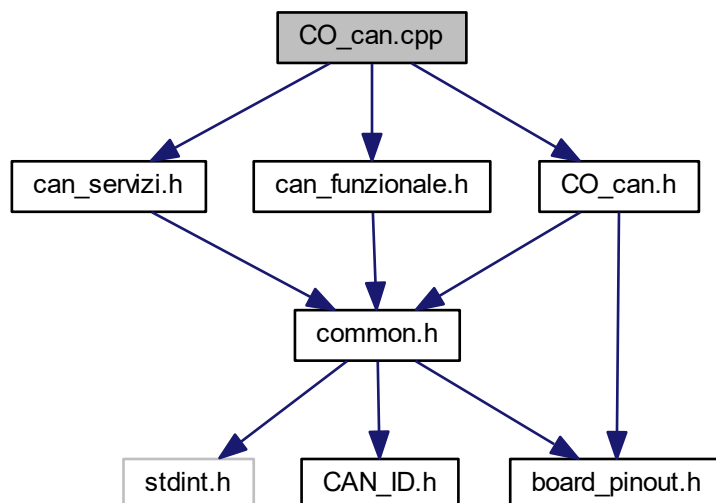 CO_can.cpp
can_servizi.h
can_funzionale.h
CO_can.h
common.h
stdint.h
CAN_ID.h
board_pinout.h